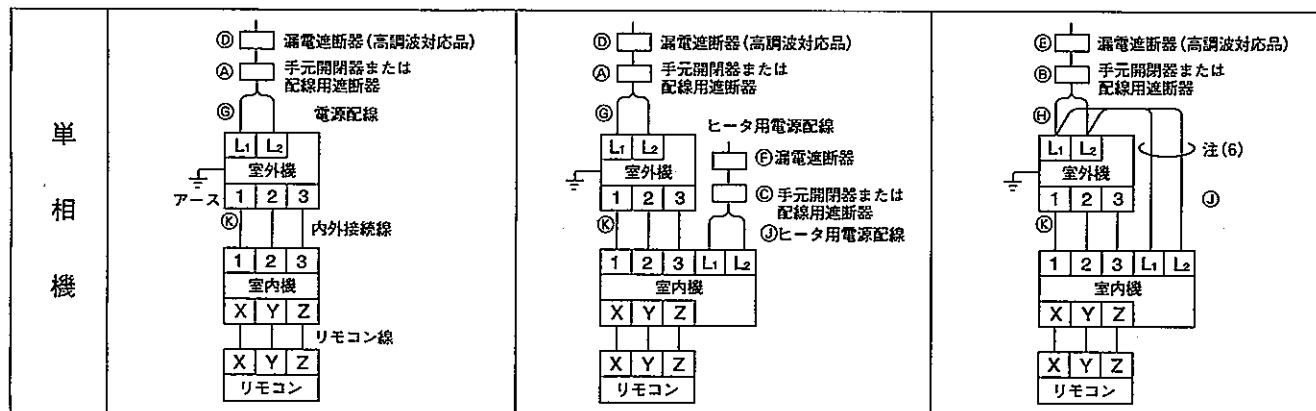 単相機
Ⓓ 漏電遮断器(高調波対応品)
Ⓐ 手元開閉器または
配線用遮断器
Ⓖ 電源配線
L₁ L₂
室外機
アース 1 2 3
Ⓚ 内外接続線
1 2 3
室内機
X Y Z
リモコン線
X Y Z
リモコン
Ⓓ 漏電遮断器(高調波対応品)
Ⓐ 手元開閉器または
配線用遮断器
Ⓖ
ヒータ用電源配線
L₁ L₂
Ⓕ漏電遮断器
室外機
Ⓒ 手元開閉器または
配線用遮断器
1 2 3
Ⓚ
Ⓙヒータ用電源配線
1 2 3 L₁ L₂
室内機
X Y Z
X Y Z
リモコン
Ⓔ 漏電遮断器(高調波対応品)
Ⓑ 手元開閉器または
配線用遮断器
Ⓗ
L₁ L₂
注(6)
室外機
1 2 3
Ⓙ
Ⓚ
1 2 3 L₁ L₂
室内機
X Y Z
X Y Z
リモコン